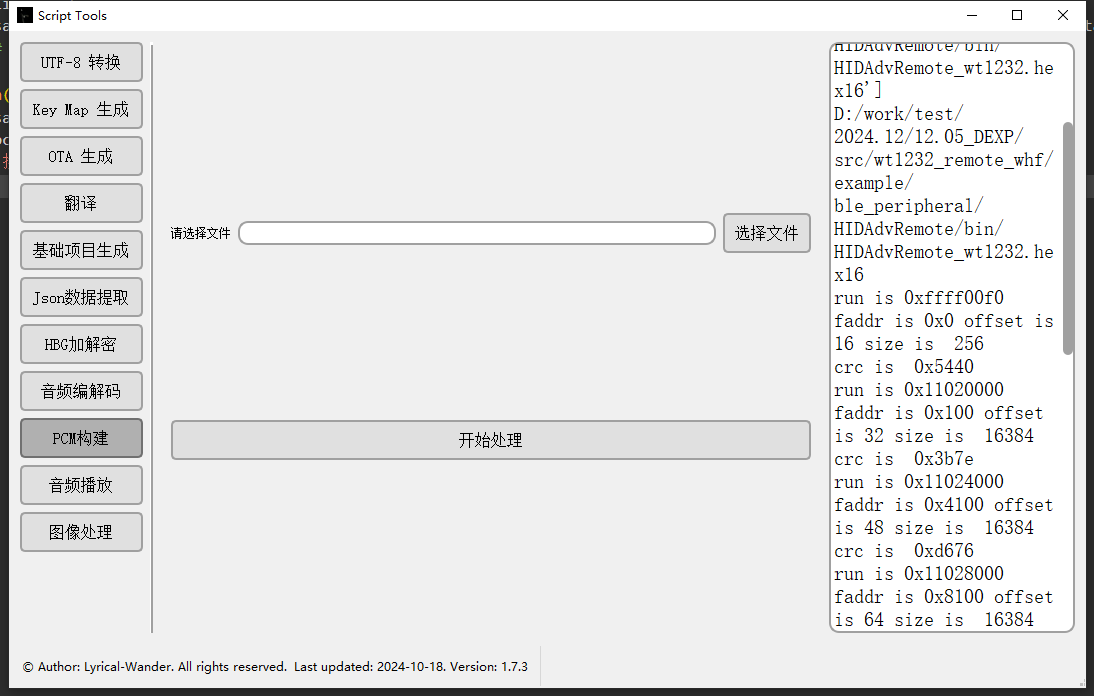 Script Tools
UTF-8 转换
Key Map 生成
OTA 生成
翻译
基础项目生成
Json数据提取
HBG加解密
音频编解码
PCM构建
音频播放
图像处理
请选择文件
选择文件
开始处理
HIDAdvRemote/bin/
HIDAdvRemote_wt1232.he
x16']
D:/work/test/
2024.12/12.05_DEXP/
src/wt1232_remote_whf/
example/
ble_peripheral/
HIDAdvRemote/bin/
HIDAdvRemote_wt1232.he
x16
run is 0xffff00f0
faddr is 0x0 offset is
16 size is  256
crc is  0x5440
run is 0x11020000
faddr is 0x100 offset
is 32 size is  16384
crc is  0x3b7e
run is 0x11024000
faddr is 0x4100 offset
is 48 size is  16384
crc is  0xd676
run is 0x11028000
faddr is 0x8100 offset
is 64 size is  16384
© Author: Lyrical-Wander. All rights reserved.  Last updated: 2024-10-18. Version: 1.7.3